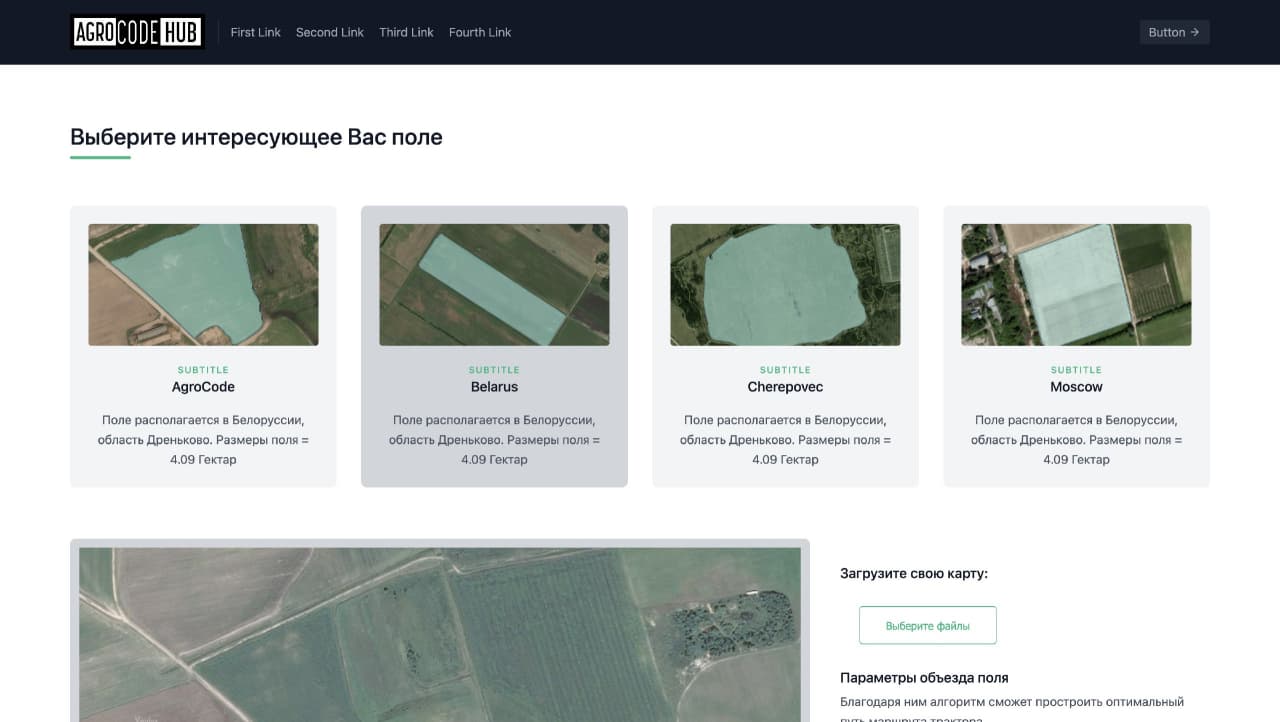 AGROCODE HUB
First Link
Second Link
Third Link
Fourth Link
Button →
Выберите интересующее Вас поле
SUBTITLE
AgroCode
Поле располагается в Белоруссии,
область Дреньково. Размеры поля =
4.09 Гектар
SUBTITLE
Belarus
Поле располагается в Белоруссии,
область Дреньково. Размеры поля =
4.09 Гектар
SUBTITLE
Cherepovec
Поле располагается в Белоруссии,
область Дреньково. Размеры поля =
4.09 Гектар
SUBTITLE
Moscow
Поле располагается в Белоруссии,
область Дреньково. Размеры поля =
4.09 Гектар
Загрузите свою карту:
Выберите файлы
Параметры объезда поля
Благодаря ним алгоритм сможет простроить оптимальный
путь маршрута трактора